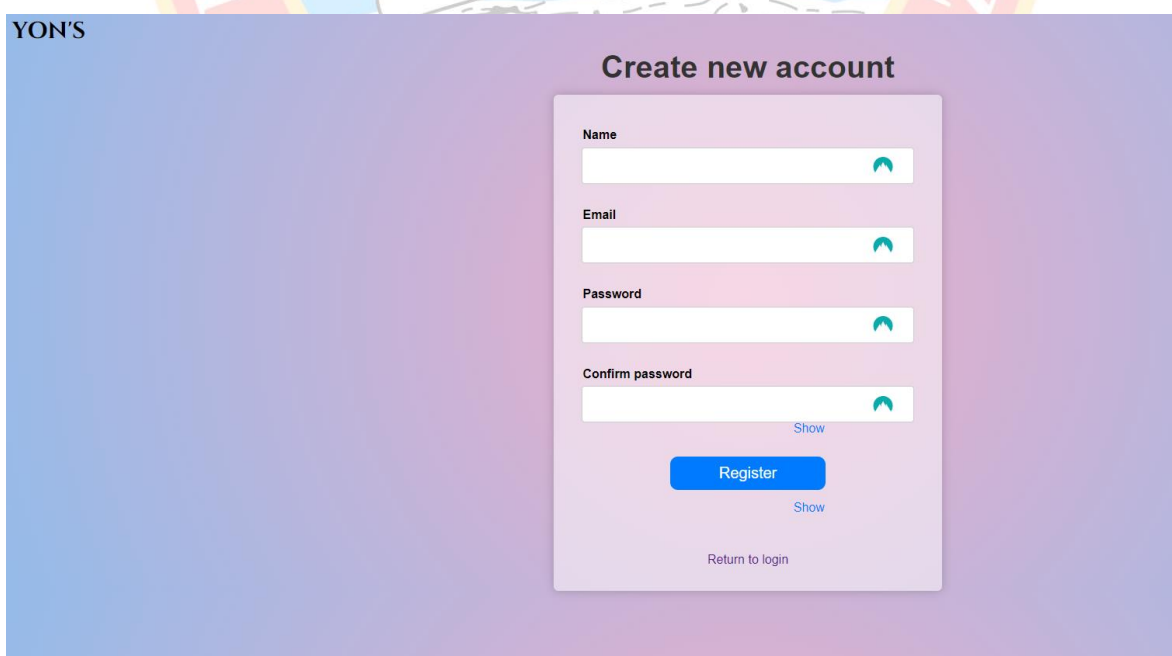 YON'S
Create new account
Name
Email
Password
Confirm password
Show
Register
Show
Return to login